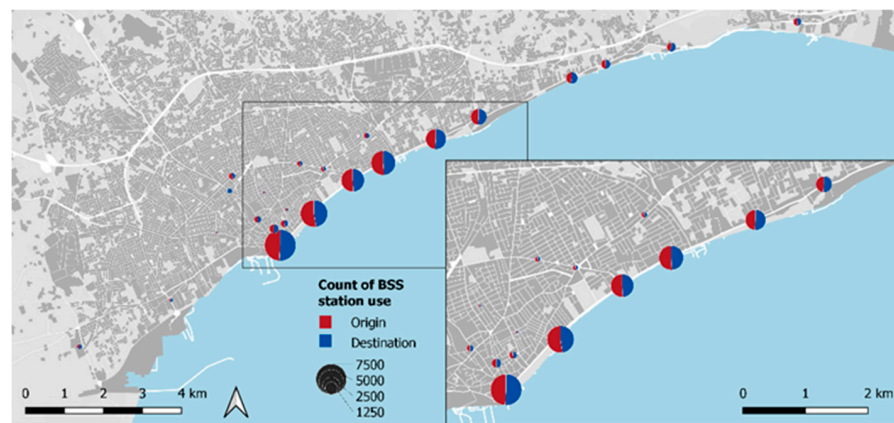 Count of BSS
station use
Origin
Destination
7500
5000
2500
1250
0 1 2 3 4 km
0 1 2 km